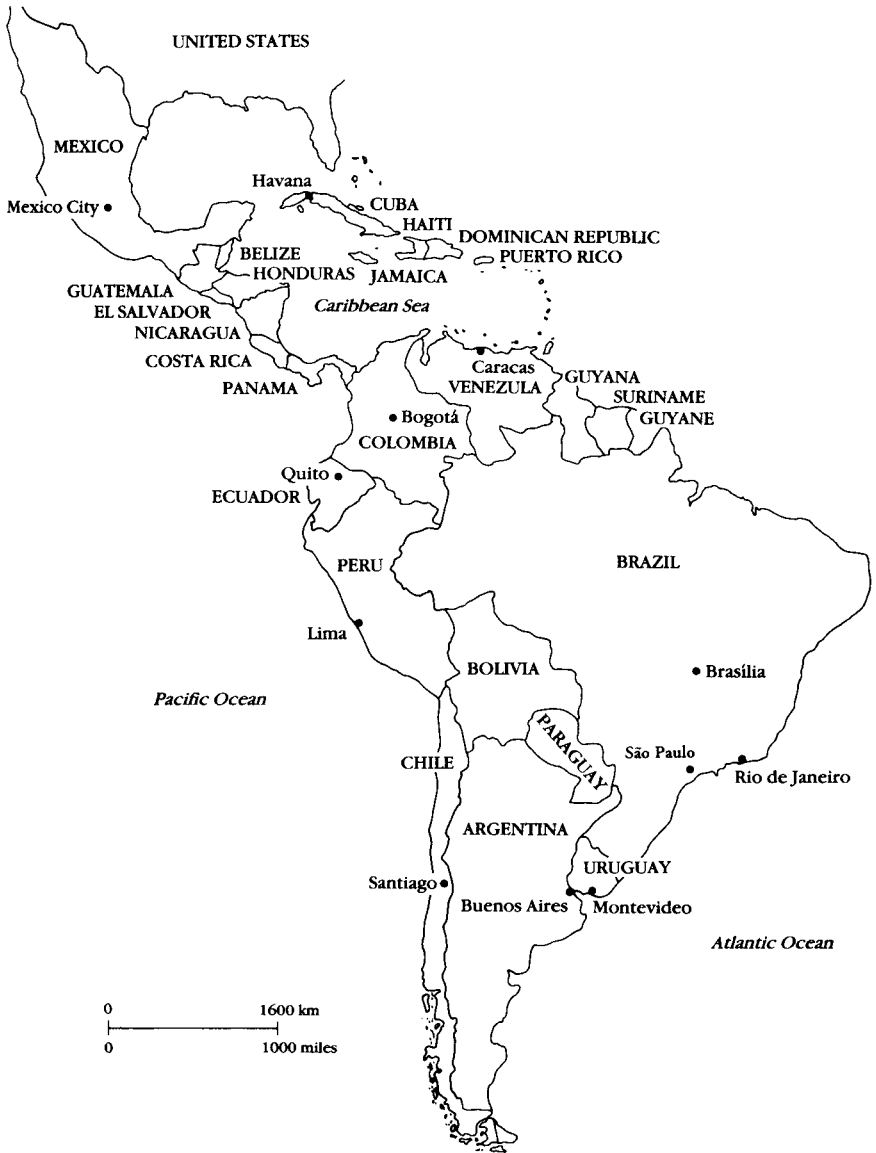 UNITED STATES
MEXICO
Havana
Mexico City
CUBA
HAITI
DOMINICAN REPUBLIC
BELIZE
PUERTO RICO
HONDURAS
JAMAICA
GUATEMALA
Caribbean Sea
EL SALVADOR
NICARAGUA
COSTA RICA
Caracas
PANAMA
VENEZULA
GUYANA
SURINAME
Bogotá
GUYANE
COLOMBIA
Quito
ECUADOR
PERU
BRAZIL
Lima
BOLIVIA
Brasília
Pacific Ocean
PARAGUAY
São Paulo
CHILE
Rio de Janeiro
ARGENTINA
URUGUAY
Santiago
Buenos Aires
Montevideo
Atlantic Ocean
0 1600 km
0 1000 miles